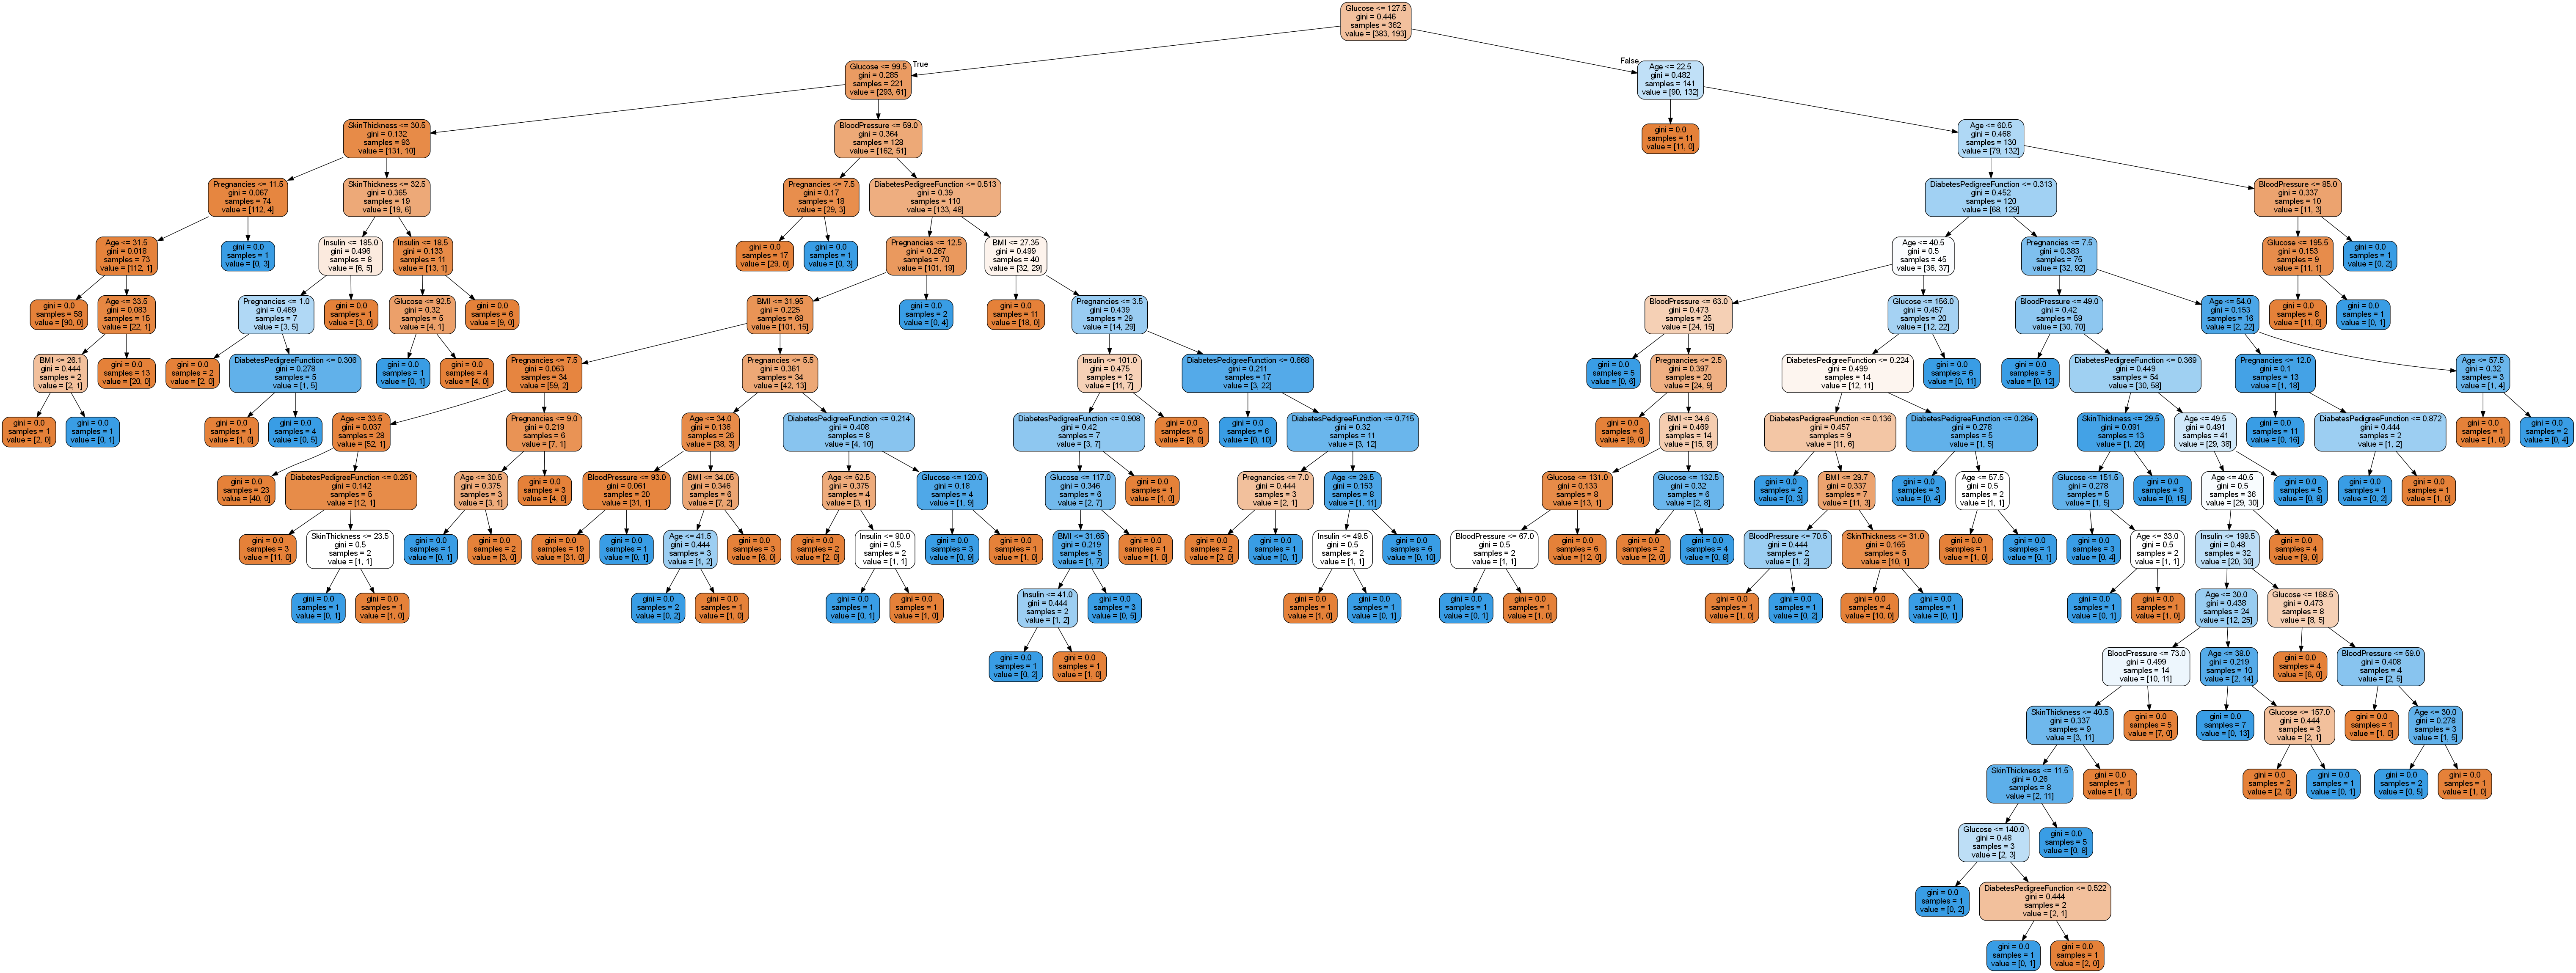 Glucose <= 127.5
gini = 0.446
samples = 362
value = [383, 193]
True
False
Glucose <= 99.5
gini = 0.285
samples = 221
value = [293, 61]
Age <= 22.5
gini = 0.482
samples = 141
value = [90, 132]
SkinThickness <= 30.5
gini = 0.132
samples = 93
value = [131, 10]
BloodPressure <= 59.0
gini = 0.364
samples = 128
value = [162, 51]
gini = 0.0
samples = 11
value = [11, 0]
Age <= 60.5
gini = 0.468
samples = 130
value = [79, 132]
Pregnancies <= 11.5
gini = 0.067
samples = 74
value = [112, 4]
SkinThickness <= 32.5
gini = 0.365
samples = 19
value = [19, 6]
Pregnancies <= 7.5
gini = 0.17
samples = 18
value = [29, 3]
DiabetesPedigreeFunction <= 0.513
gini = 0.39
samples = 110
value = [133, 48]
DiabetesPedigreeFunction <= 0.313
gini = 0.452
samples = 120
value = [68, 129]
BloodPressure <= 85.0
gini = 0.337
samples = 10
value = [11, 3]
Age <= 31.5
gini = 0.018
samples = 73
value = [112, 1]
gini = 0.0
samples = 1
value = [0, 3]
Insulin <= 185.0
gini = 0.496
samples = 8
value = [6, 5]
Insulin <= 18.5
gini = 0.133
samples = 11
value = [13, 1]
gini = 0.0
samples = 17
value = [29, 0]
gini = 0.0
samples = 1
value = [0, 3]
Pregnancies <= 12.5
gini = 0.267
samples = 70
value = [101, 19]
BMI <= 27.35
gini = 0.499
samples = 40
value = [32, 29]
Age <= 40.5
gini = 0.5
samples = 45
value = [36, 37]
Pregnancies <= 7.5
gini = 0.383
samples = 75
value = [32, 92]
Glucose <= 195.5
gini = 0.153
samples = 9
value = [11, 1]
gini = 0.0
samples = 1
value = [0, 2]
gini = 0.0
samples = 58
value = [90, 0]
Age <= 33.5
gini = 0.083
samples = 15
value = [22, 1]
Pregnancies <= 1.0
gini = 0.469
samples = 7
value = [3, 5]
gini = 0.0
samples = 1
value = [3, 0]
Glucose <= 92.5
gini = 0.32
samples = 5
value = [4, 1]
gini = 0.0
samples = 6
value = [9, 0]
BMI <= 31.95
gini = 0.225
samples = 68
value = [101, 15]
gini = 0.0
samples = 2
value = [0, 4]
gini = 0.0
samples = 11
value = [18, 0]
Pregnancies <= 3.5
gini = 0.439
samples = 29
value = [14, 29]
BloodPressure <= 63.0
gini = 0.473
samples = 25
value = [24, 15]
Glucose <= 156.0
gini = 0.457
samples = 20
value = [12, 22]
BloodPressure <= 49.0
gini = 0.42
samples = 59
value = [30, 70]
Age <= 54.0
gini = 0.153
samples = 16
value = [2, 22]
gini = 0.0
samples = 8
value = [11, 0]
gini = 0.0
samples = 1
value = [0, 1]
BMI <= 26.1
gini = 0.444
samples = 2
value = [2, 1]
gini = 0.0
samples = 13
value = [20, 0]
gini = 0.0
samples = 2
value = [2, 0]
DiabetesPedigreeFunction <= 0.306
gini = 0.278
samples = 5
value = [1, 5]
gini = 0.0
samples = 1
value = [0, 1]
gini = 0.0
samples = 4
value = [4, 0]
Pregnancies <= 7.5
gini = 0.063
samples = 34
value = [59, 2]
Pregnancies <= 5.5
gini = 0.361
samples = 34
value = [42, 13]
Insulin <= 101.0
gini = 0.475
samples = 12
value = [11, 7]
DiabetesPedigreeFunction <= 0.668
gini = 0.211
samples = 17
value = [3, 22]
gini = 0.0
samples = 5
value = [0, 6]
Pregnancies <= 2.5
gini = 0.397
samples = 20
value = [24, 9]
DiabetesPedigreeFunction <= 0.224
gini = 0.499
samples = 14
value = [12, 11]
gini = 0.0
samples = 6
value = [0, 11]
gini = 0.0
samples = 5
value = [0, 12]
DiabetesPedigreeFunction <= 0.369
gini = 0.449
samples = 54
value = [30, 58]
Pregnancies <= 12.0
gini = 0.1
samples = 13
value = [1, 18]
Age <= 57.5
gini = 0.32
samples = 3
value = [1, 4]
gini = 0.0
samples = 1
value = [2, 0]
gini = 0.0
samples = 1
value = [0, 1]
gini = 0.0
samples = 1
value = [1, 0]
gini = 0.0
samples = 4
value = [0, 5]
Age <= 33.5
gini = 0.037
samples = 28
value = [52, 1]
Pregnancies <= 9.0
gini = 0.219
samples = 6
value = [7, 1]
Age <= 34.0
gini = 0.136
samples = 26
value = [38, 3]
DiabetesPedigreeFunction <= 0.214
gini = 0.408
samples = 8
value = [4, 10]
DiabetesPedigreeFunction <= 0.908
gini = 0.42
samples = 7
value = [3, 7]
gini = 0.0
samples = 5
value = [8, 0]
gini = 0.0
samples = 6
value = [0, 10]
DiabetesPedigreeFunction <= 0.715
gini = 0.32
samples = 11
value = [3, 12]
gini = 0.0
samples = 6
value = [9, 0]
BMI <= 34.6
gini = 0.469
samples = 14
value = [15, 9]
DiabetesPedigreeFunction <= 0.136
gini = 0.457
samples = 9
value = [11, 6]
DiabetesPedigreeFunction <= 0.264
gini = 0.278
samples = 5
value = [1, 5]
SkinThickness <= 29.5
gini = 0.091
samples = 13
value = [1, 20]
Age <= 49.5
gini = 0.491
samples = 41
value = [29, 38]
gini = 0.0
samples = 11
value = [0, 16]
DiabetesPedigreeFunction <= 0.872
gini = 0.444
samples = 2
value = [1, 2]
gini = 0.0
samples = 1
value = [1, 0]
gini = 0.0
samples = 2
value = [0, 4]
gini = 0.0
samples = 23
value = [40, 0]
DiabetesPedigreeFunction <= 0.251
gini = 0.142
samples = 5
value = [12, 1]
Age <= 30.5
gini = 0.375
samples = 3
value = [3, 1]
gini = 0.0
samples = 3
value = [4, 0]
BloodPressure <= 93.0
gini = 0.061
samples = 20
value = [31, 1]
BMI <= 34.05
gini = 0.346
samples = 6
value = [7, 2]
Age <= 52.5
gini = 0.375
samples = 4
value = [3, 1]
Glucose <= 120.0
gini = 0.18
samples = 4
value = [1, 9]
Glucose <= 117.0
gini = 0.346
samples = 6
value = [2, 7]
gini = 0.0
samples = 1
value = [1, 0]
Pregnancies <= 7.0
gini = 0.444
samples = 3
value = [2, 1]
Age <= 29.5
gini = 0.153
samples = 8
value = [1, 11]
Glucose <= 131.0
gini = 0.133
samples = 8
value = [13, 1]
Glucose <= 132.5
gini = 0.32
samples = 6
value = [2, 8]
gini = 0.0
samples = 2
value = [0, 3]
BMI <= 29.7
gini = 0.337
samples = 7
value = [11, 3]
gini = 0.0
samples = 3
value = [0, 4]
Age <= 57.5
gini = 0.5
samples = 2
value = [1, 1]
Glucose <= 151.5
gini = 0.278
samples = 5
value = [1, 5]
gini = 0.0
samples = 8
value = [0, 15]
Age <= 40.5
gini = 0.5
samples = 36
value = [29, 30]
gini = 0.0
samples = 5
value = [0, 8]
gini = 0.0
samples = 1
value = [0, 2]
gini = 0.0
samples = 1
value = [1, 0]
gini = 0.0
samples = 3
value = [11, 0]
SkinThickness <= 23.5
gini = 0.5
samples = 2
value = [1, 1]
gini = 0.0
samples = 1
value = [0, 1]
gini = 0.0
samples = 2
value = [3, 0]
gini = 0.0
samples = 19
value = [31, 0]
gini = 0.0
samples = 1
value = [0, 1]
Age <= 41.5
gini = 0.444
samples = 3
value = [1, 2]
gini = 0.0
samples = 3
value = [6, 0]
gini = 0.0
samples = 2
value = [2, 0]
Insulin <= 90.0
gini = 0.5
samples = 2
value = [1, 1]
gini = 0.0
samples = 3
value = [0, 9]
gini = 0.0
samples = 1
value = [1, 0]
BMI <= 31.65
gini = 0.219
samples = 5
value = [1, 7]
gini = 0.0
samples = 1
value = [1, 0]
gini = 0.0
samples = 2
value = [2, 0]
gini = 0.0
samples = 1
value = [0, 1]
Insulin <= 49.5
gini = 0.5
samples = 2
value = [1, 1]
gini = 0.0
samples = 6
value = [0, 10]
BloodPressure <= 67.0
gini = 0.5
samples = 2
value = [1, 1]
gini = 0.0
samples = 6
value = [12, 0]
gini = 0.0
samples = 2
value = [2, 0]
gini = 0.0
samples = 4
value = [0, 8]
BloodPressure <= 70.5
gini = 0.444
samples = 2
value = [1, 2]
SkinThickness <= 31.0
gini = 0.165
samples = 5
value = [10, 1]
gini = 0.0
samples = 1
value = [1, 0]
gini = 0.0
samples = 1
value = [0, 1]
gini = 0.0
samples = 3
value = [0, 4]
Age <= 33.0
gini = 0.5
samples = 2
value = [1, 1]
Insulin <= 199.5
gini = 0.48
samples = 32
value = [20, 30]
gini = 0.0
samples = 4
value = [9, 0]
gini = 0.0
samples = 1
value = [0, 1]
gini = 0.0
samples = 1
value = [1, 0]
gini = 0.0
samples = 2
value = [0, 2]
gini = 0.0
samples = 1
value = [1, 0]
gini = 0.0
samples = 1
value = [0, 1]
gini = 0.0
samples = 1
value = [1, 0]
Insulin <= 41.0
gini = 0.444
samples = 2
value = [1, 2]
gini = 0.0
samples = 3
value = [0, 5]
gini = 0.0
samples = 1
value = [1, 0]
gini = 0.0
samples = 1
value = [0, 1]
gini = 0.0
samples = 1
value = [0, 1]
gini = 0.0
samples = 1
value = [1, 0]
gini = 0.0
samples = 1
value = [1, 0]
gini = 0.0
samples = 1
value = [0, 2]
gini = 0.0
samples = 4
value = [10, 0]
gini = 0.0
samples = 1
value = [0, 1]
gini = 0.0
samples = 1
value = [0, 1]
gini = 0.0
samples = 1
value = [1, 0]
Age <= 30.0
gini = 0.438
samples = 24
value = [12, 25]
Glucose <= 168.5
gini = 0.473
samples = 8
value = [8, 5]
gini = 0.0
samples = 1
value = [0, 2]
gini = 0.0
samples = 1
value = [1, 0]
BloodPressure <= 73.0
gini = 0.499
samples = 14
value = [10, 11]
Age <= 38.0
gini = 0.219
samples = 10
value = [2, 14]
gini = 0.0
samples = 4
value = [6, 0]
BloodPressure <= 59.0
gini = 0.408
samples = 4
value = [2, 5]
SkinThickness <= 40.5
gini = 0.337
samples = 9
value = [3, 11]
gini = 0.0
samples = 5
value = [7, 0]
gini = 0.0
samples = 7
value = [0, 13]
Glucose <= 157.0
gini = 0.444
samples = 3
value = [2, 1]
gini = 0.0
samples = 1
value = [1, 0]
Age <= 30.0
gini = 0.278
samples = 3
value = [1, 5]
SkinThickness <= 11.5
gini = 0.26
samples = 8
value = [2, 11]
gini = 0.0
samples = 1
value = [1, 0]
gini = 0.0
samples = 2
value = [2, 0]
gini = 0.0
samples = 1
value = [0, 1]
gini = 0.0
samples = 2
value = [0, 5]
gini = 0.0
samples = 1
value = [1, 0]
Glucose <= 140.0
gini = 0.48
samples = 3
value = [2, 3]
gini = 0.0
samples = 5
value = [0, 8]
gini = 0.0
samples = 1
value = [0, 2]
DiabetesPedigreeFunction <= 0.522
gini = 0.444
samples = 2
value = [2, 1]
gini = 0.0
samples = 1
value = [0, 1]
gini = 0.0
samples = 1
value = [2, 0]